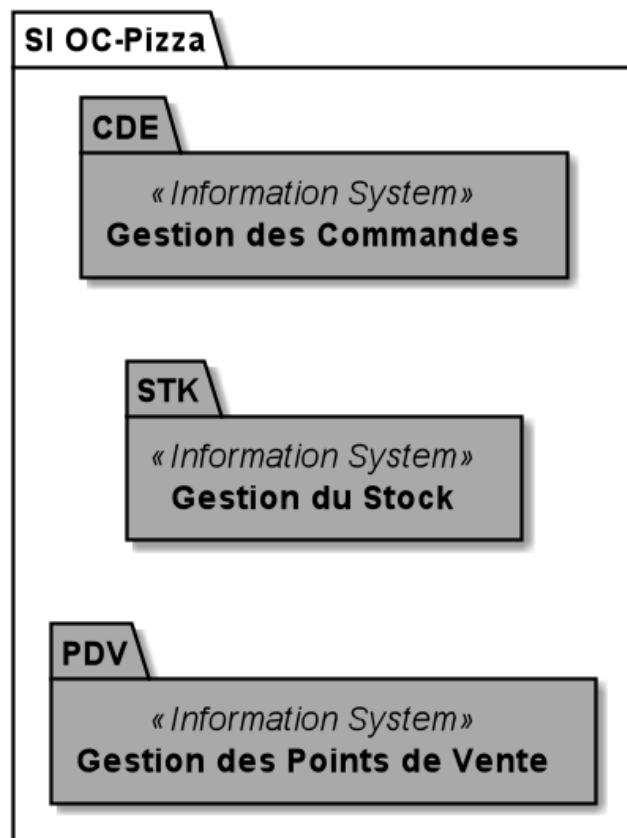 SI OC-Pizza
CDE
«Information System»
Gestion des Commandes
STK
«Information System»
Gestion du Stock
PDV
«Information System»
Gestion des Points de Vente